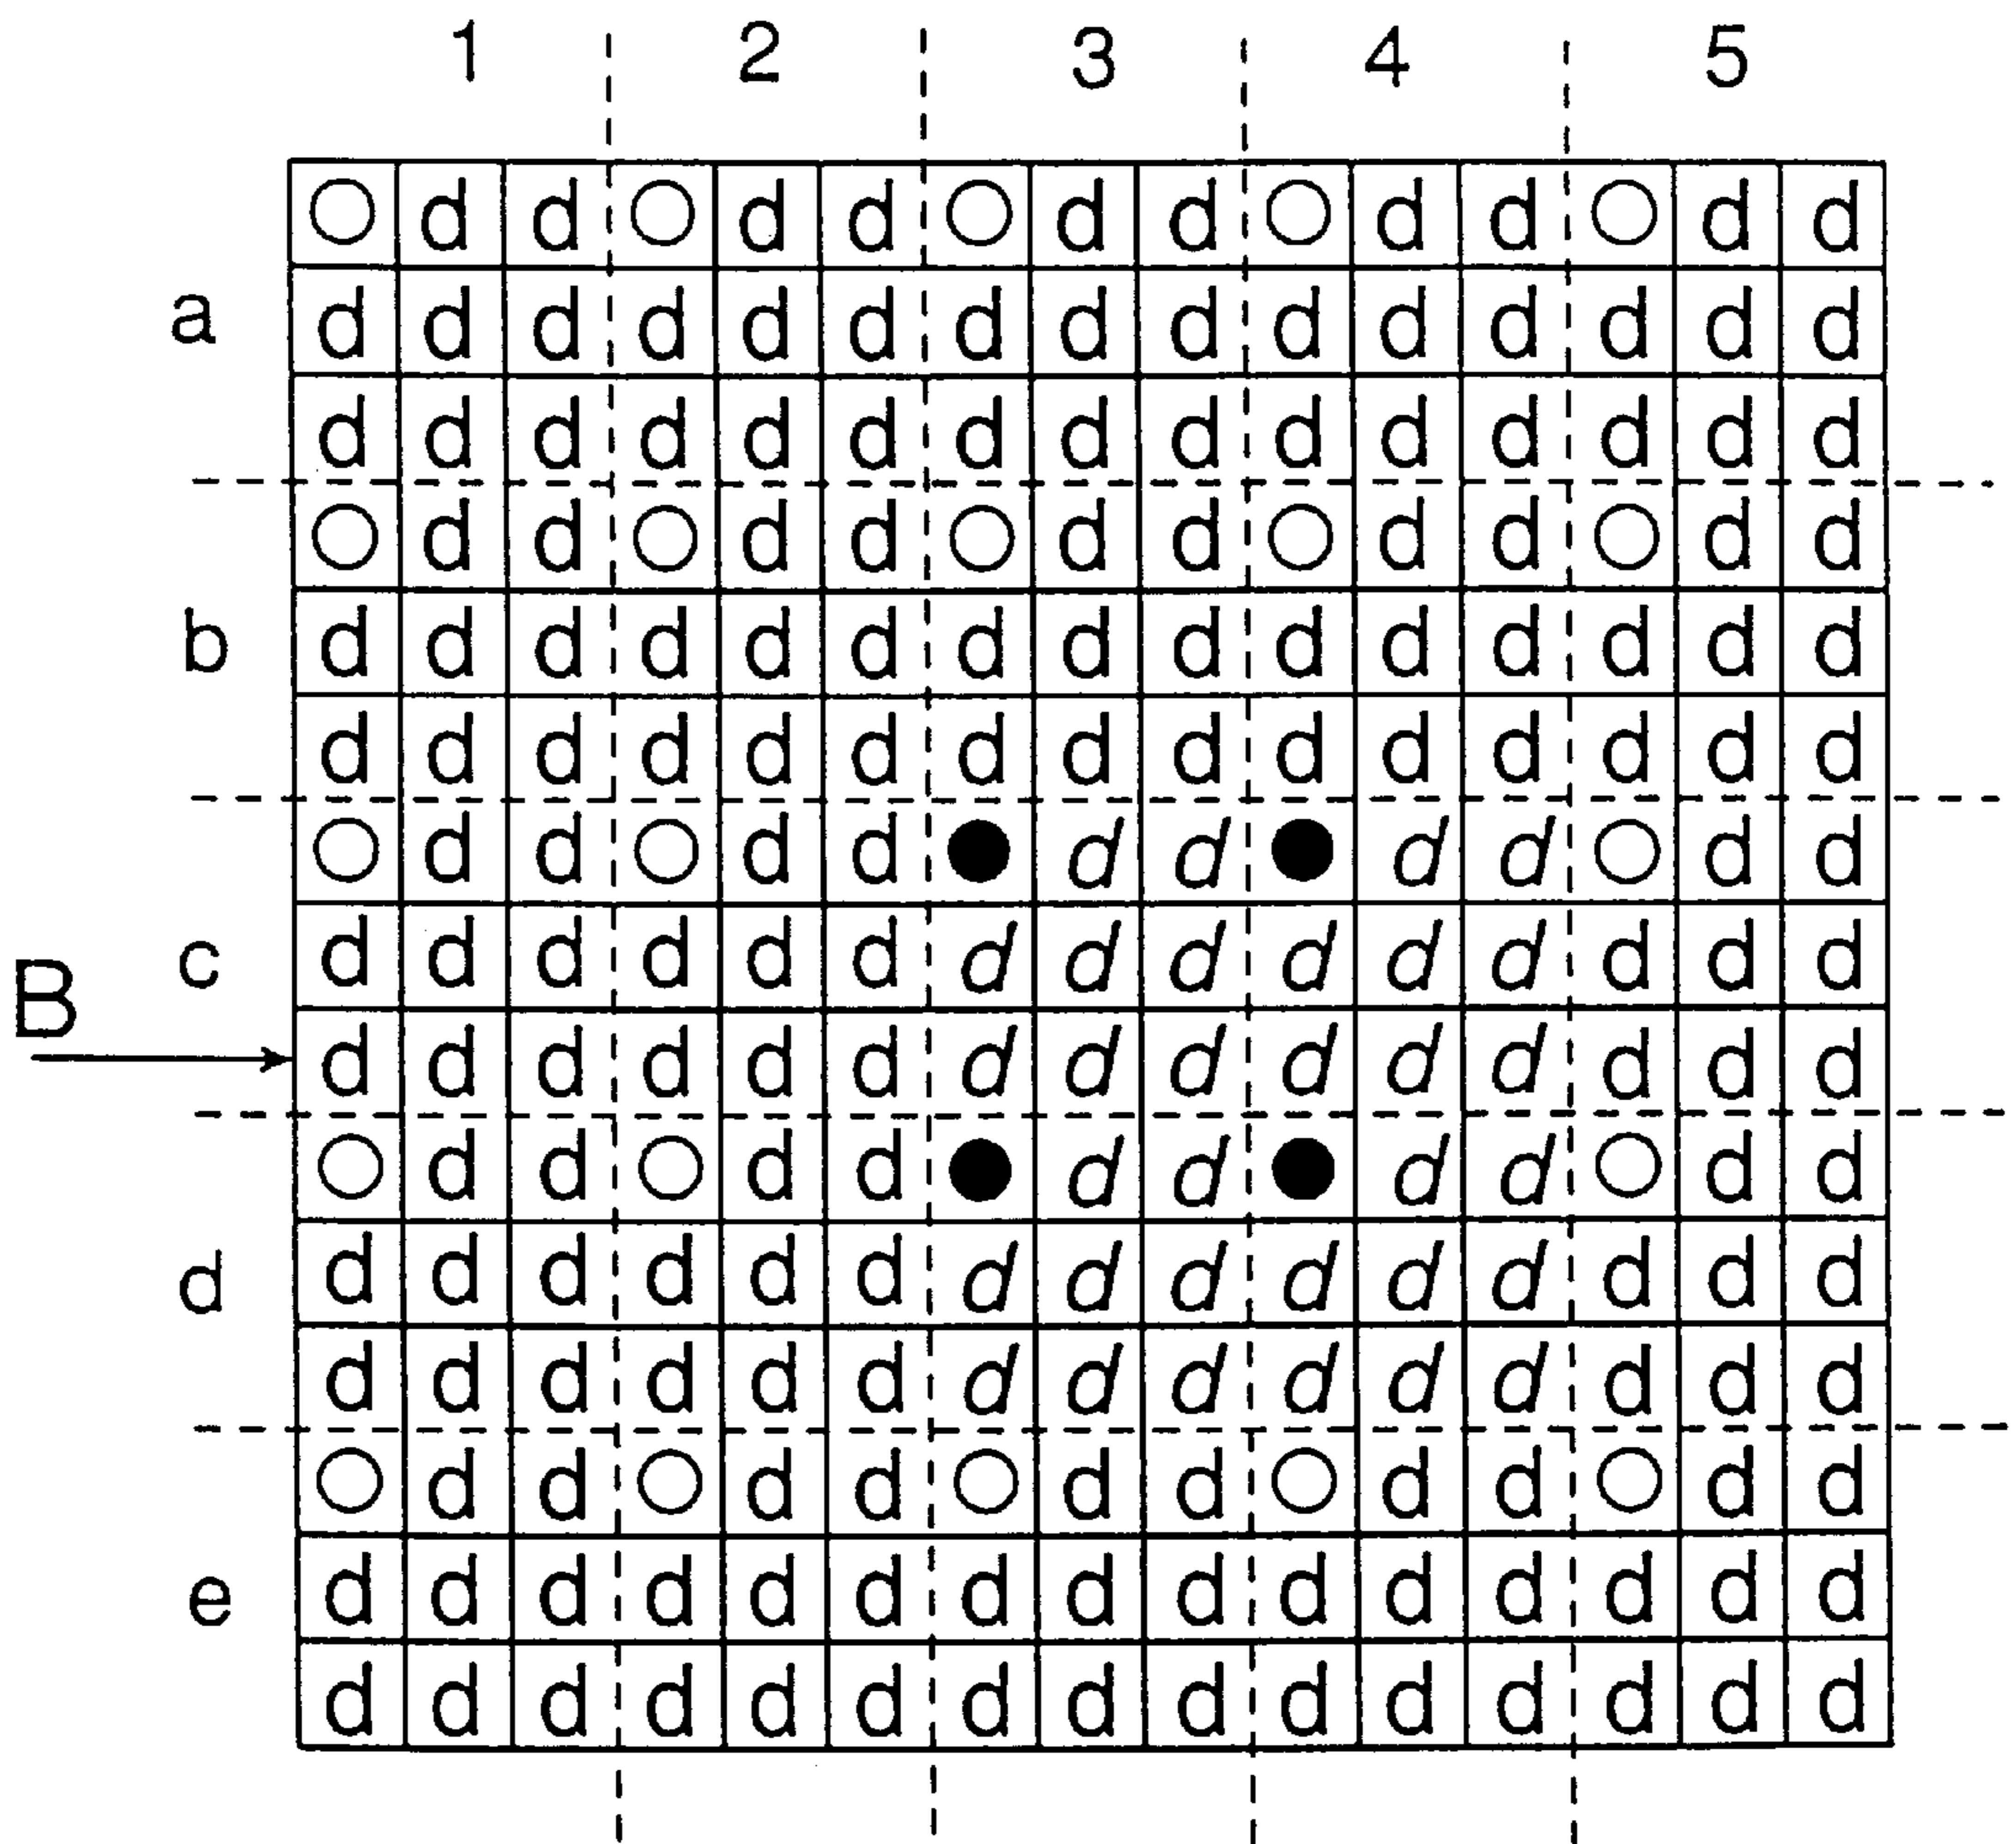 1 2 3 4 5
○ d d ○ d d ○ d d ○ d d ○ d d
a d d d d d d d d d d d d d d d
d d d d d d d d d d d d d d d
○ d d ○ d d ○ d d ○ d d ○ d d
b d d d d d d d d d d d d d d d
d d d d d d d d d d d d d d d
○ d d ○ d d ● d d ● d d ○ d d
c d d d d d d d d d d d d d d d
B d d d d d d d d d d d d d d d
○ d d ○ d d ● d d ● d d ○ d d
d d d d d d d d d d d d d d d d
d d d d d d d d d d d d d d d
○ d d ○ d d ○ d d ○ d d ○ d d
e d d d d d d d d d d d d d d d
d d d d d d d d d d d d d d d